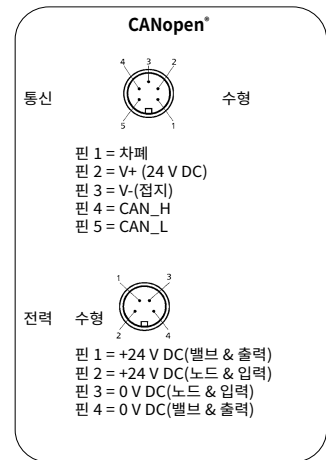 CANopen®
4 3 2
통신 수형
5 1
핀 1 = 차폐
핀 2 = V+ (24 V DC)
핀 3 = V-(접지)
핀 4 = CAN_H
핀 5 = CAN_L
1 3
전력 수형
2 4
핀 1 = +24 V DC(밸브 & 출력)
핀 2 = +24 V DC(노드 & 입력)
핀 3 = 0 V DC(노드 & 입력)
핀 4 = 0 V DC(밸브 & 출력)